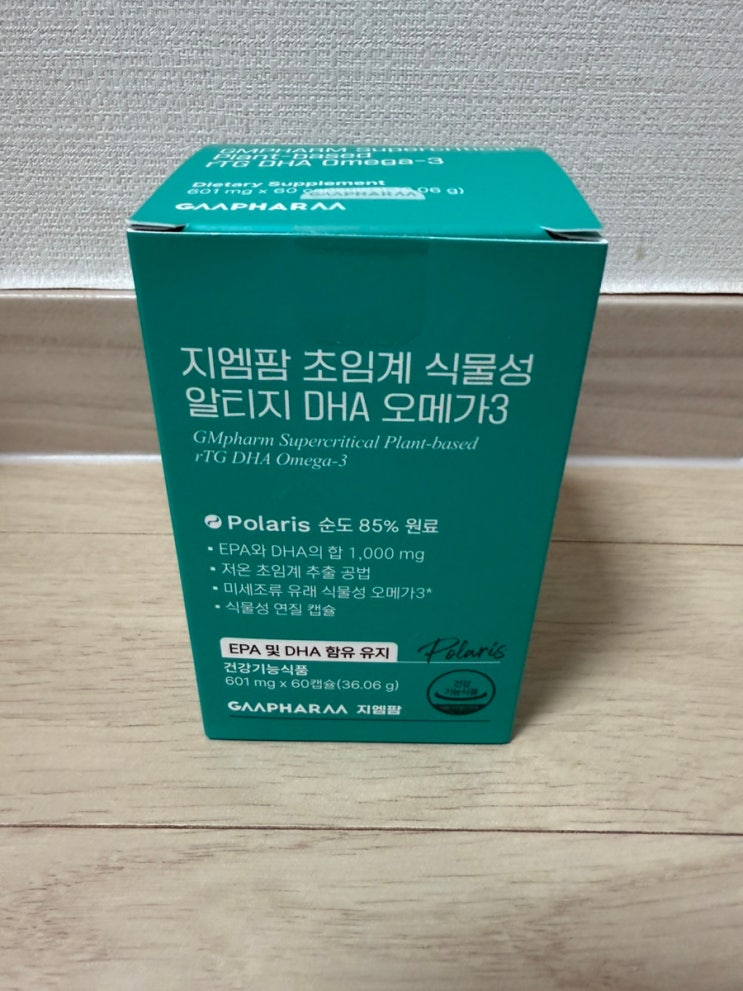 GMPHARM Supercritical
Plant-based
rTG DHA Omega-3
Dietary Supplement
601 mg x 60 06 g)
GMPHARM
GMPHARM
지엠팜 초임계 식물성
알티지 DHA 오메가3
GMpharm Supercritical Plant-based
rTG DHA Omega-3
Polaris 순도 85% 원료
• EPA와 DHA의 합 1,000 mg
• 저온 초임계 추출 공법
• 미세조류 유래 식물성 오메가3*
• 식물성 연질 캡슐
EPA 및 DHA 함유 유지
Polaris
건강기능식품
601 mg x 60캡슐(36.06 g)
건강
기능식품
GMPHARM 지엠팜